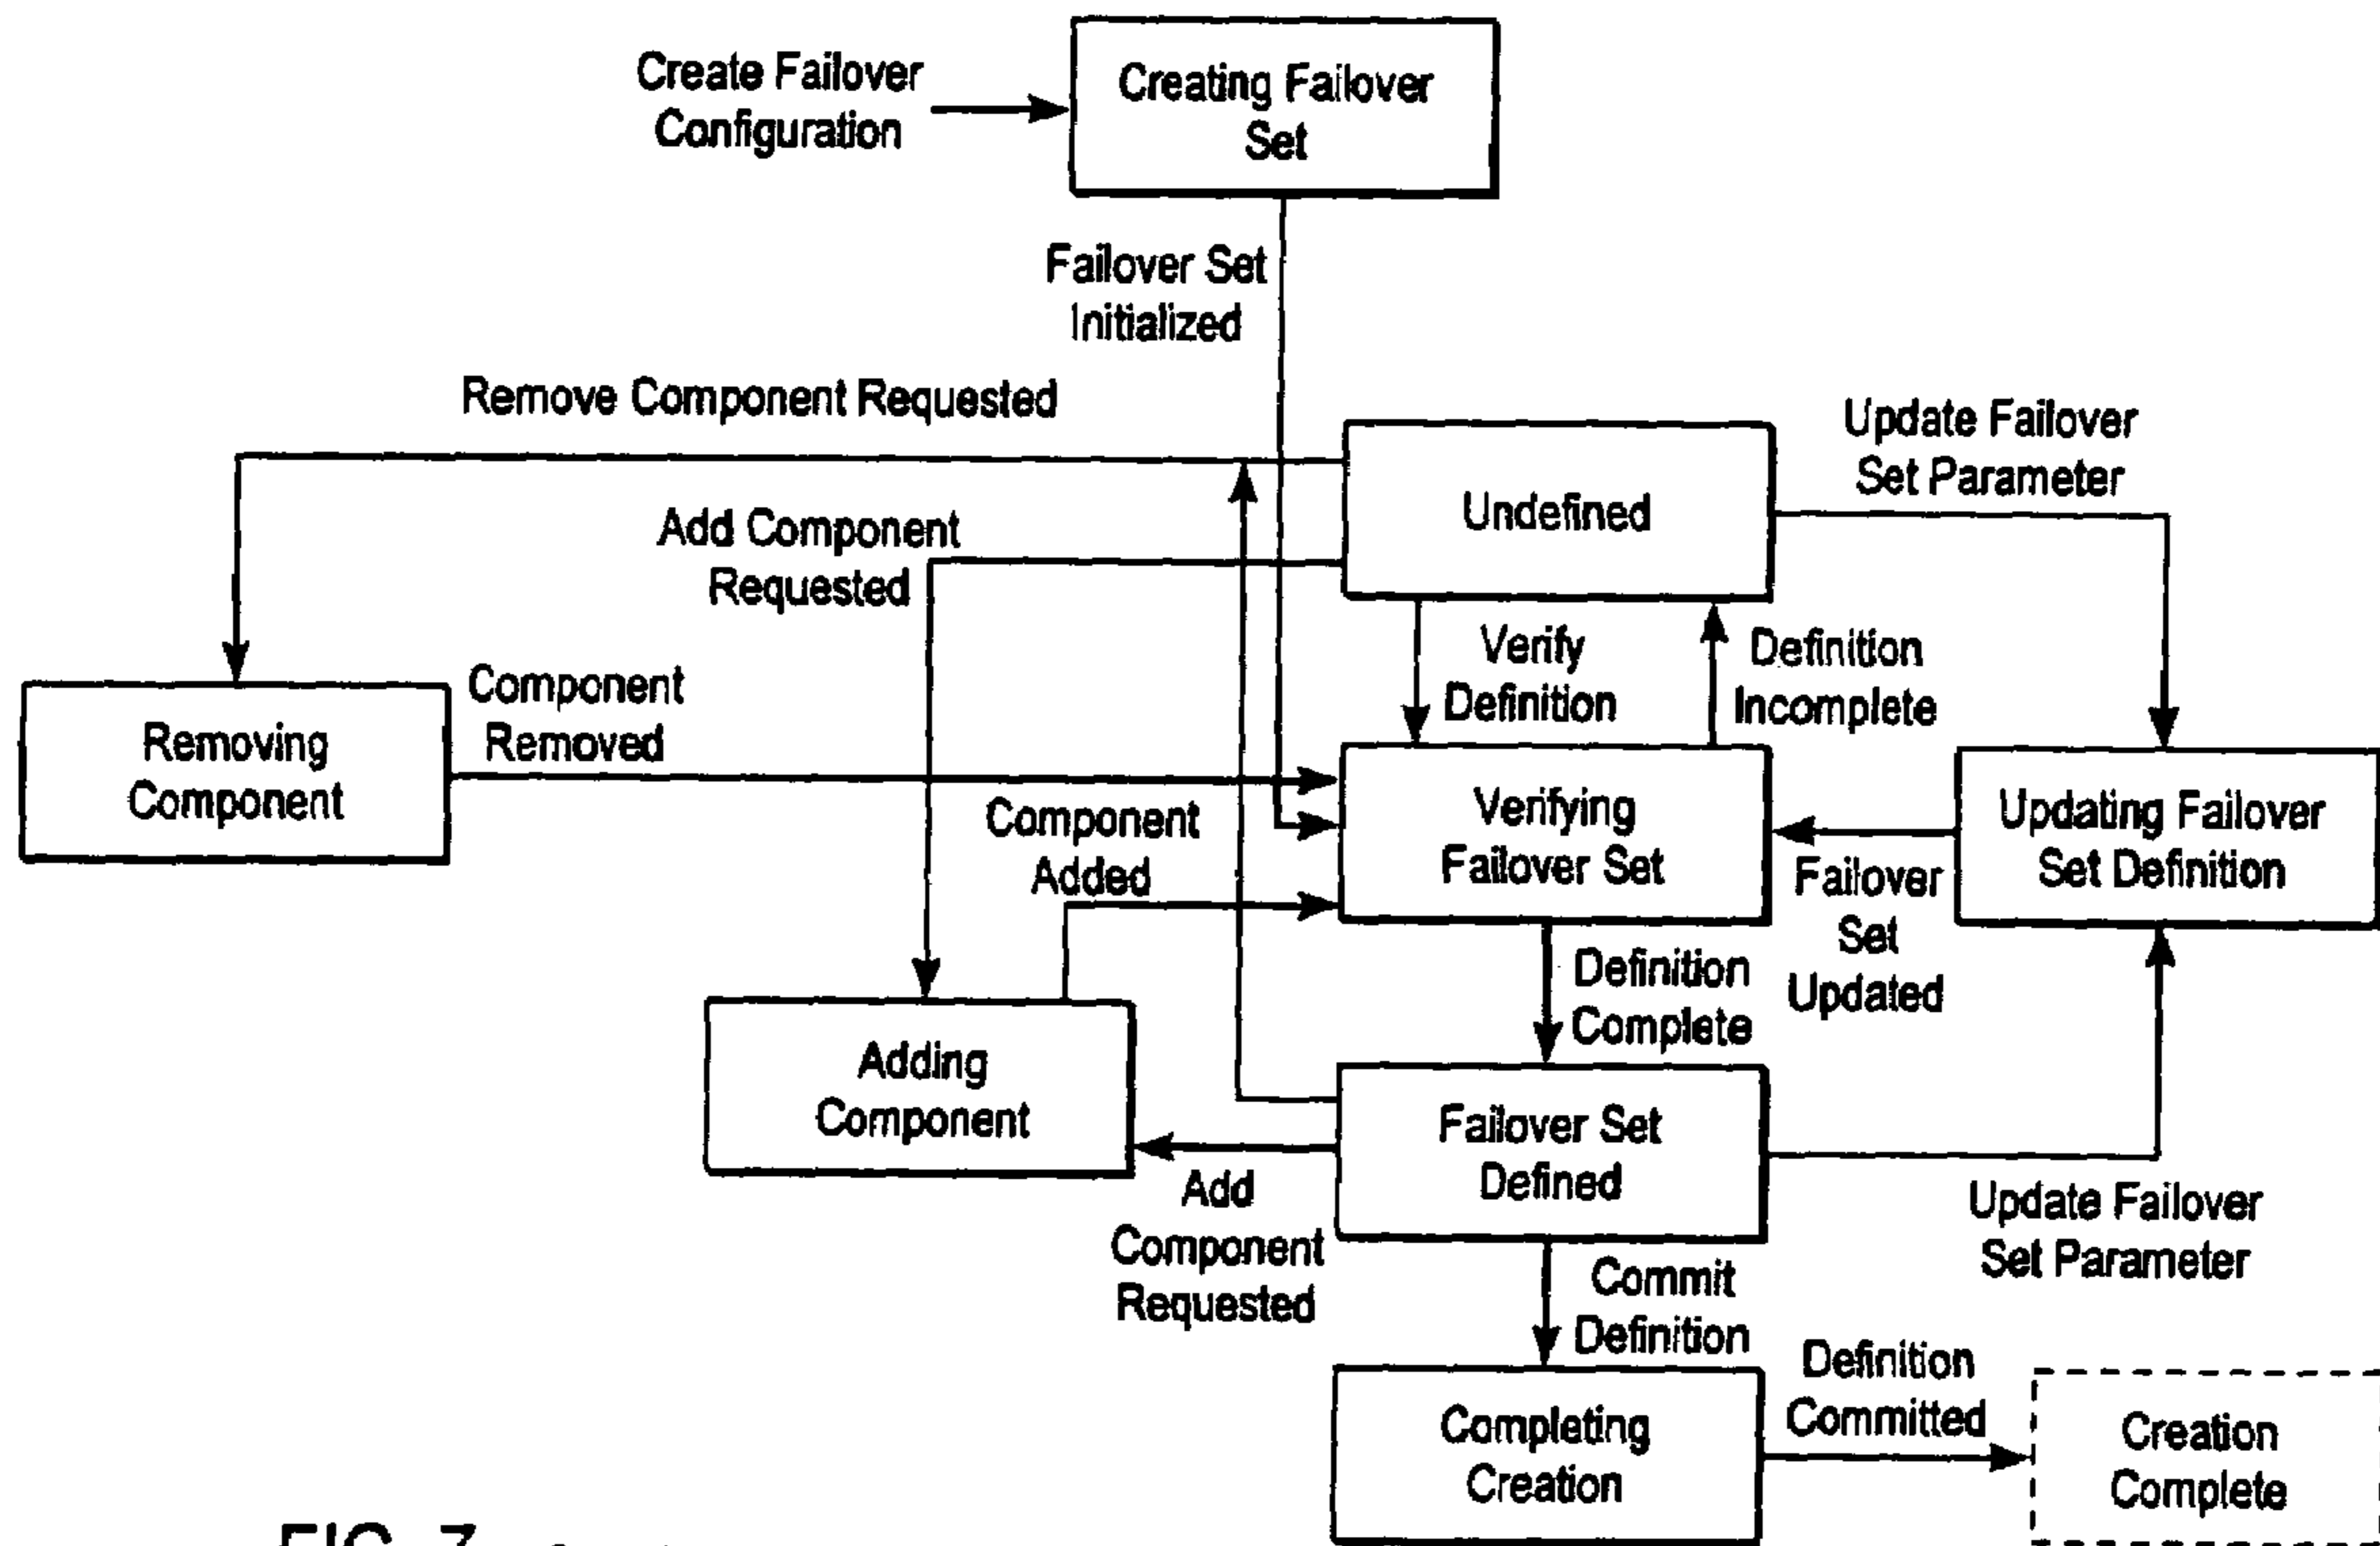 Create Failover
Configuration
Creating Failover
Set
Failover Set
Initialized
Remove Component Requested
Update Failover
Set Parameter
Add Component
Requested
Undefined
Verify
Definition
Definition
Incomplete
Component
Removed
Removing
Component
Component
Added
Verifying
Failover Set
Failover
Set
Updated
Updating Failover
Set Definition
Definition
Complete
Adding
Component
Add
Component
Requested
Failover Set
Defined
Update Failover
Set Parameter
Commit
Definition
Completing
Creation
Definition
Committed
Creation
Complete
FIG. 7